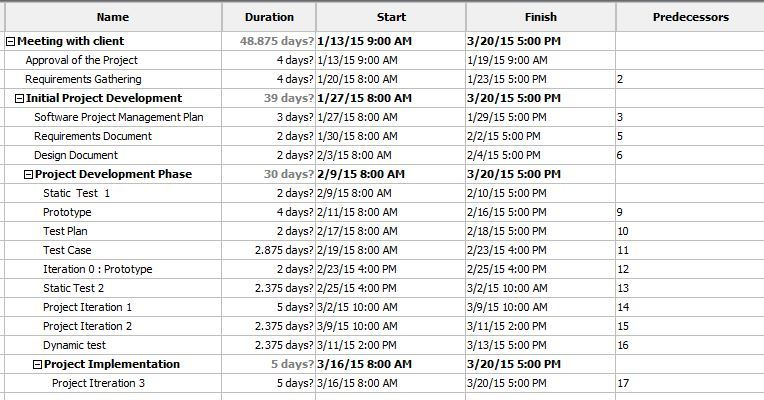 Name Duration Start Finish Predecessors
Meeting with client 48.875 days? 1/13/15 9:00 AM 3/20/15 5:00 PM
Approval of the Project 4 days? 1/13/15 9:00 AM 1/19/15 9:00 AM
Requirements Gathering 4 days? 1/20/15 8:00 AM 1/23/15 5:00 PM 2
Initial Project Development 39 days? 1/27/15 8:00 AM 3/20/15 5:00 PM
Software Project Management Plan 3 days? 1/27/15 8:00 AM 1/29/15 5:00 PM 3
Requirements Document 2 days? 1/30/15 8:00 AM 2/2/15 5:00 PM 5
Design Document 2 days? 2/3/15 8:00 AM 2/4/15 5:00 PM 6
Project Development Phase 30 days? 2/9/15 8:00 AM 3/20/15 5:00 PM
Static Test 1 2 days? 2/9/15 8:00 AM 2/10/15 5:00 PM
Prototype 4 days? 2/11/15 8:00 AM 2/16/15 5:00 PM 9
Test Plan 2 days? 2/17/15 8:00 AM 2/18/15 5:00 PM 10
Test Case 2.875 days? 2/19/15 8:00 AM 2/23/15 4:00 PM 11
Iteration 0 : Prototype 2 days? 2/23/15 4:00 PM 2/25/15 4:00 PM 12
Static Test 2 2.375 days? 2/25/15 4:00 PM 3/2/15 10:00 AM 13
Project Iteration 1 5 days? 3/2/15 10:00 AM 3/9/15 10:00 AM 14
Project Iteration 2 2.375 days? 3/9/15 10:00 AM 3/11/15 2:00 PM 15
Dynamic test 2.375 days? 3/11/15 2:00 PM 3/13/15 5:00 PM 16
Project Implementation 5 days? 3/16/15 8:00 AM 3/20/15 5:00 PM
Project Itreration 3 5 days? 3/16/15 8:00 AM 3/20/15 5:00 PM 17